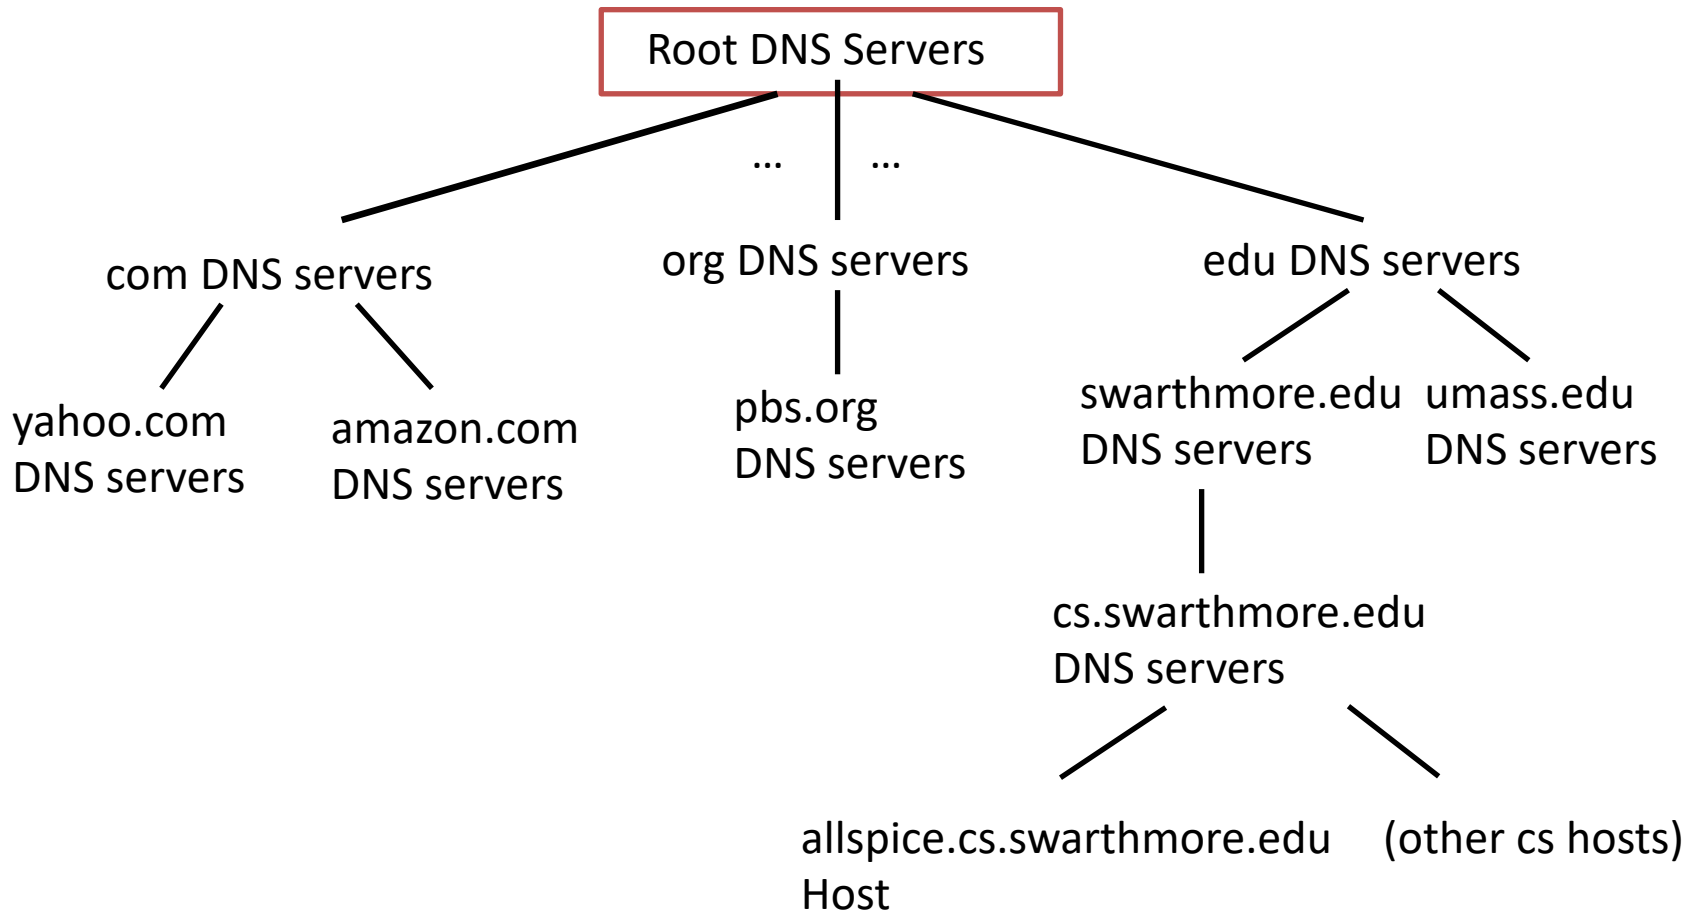 Root DNS Servers
... ...
com DNS servers
org DNS servers
edu DNS servers
yahoo.com
DNS servers
amazon.com
DNS servers
pbs.org
DNS servers
swarthmore.edu
DNS servers
umass.edu
DNS servers
cs.swarthmore.edu
DNS servers
allspice.cs.swarthmore.edu
Host
(other cs hosts)